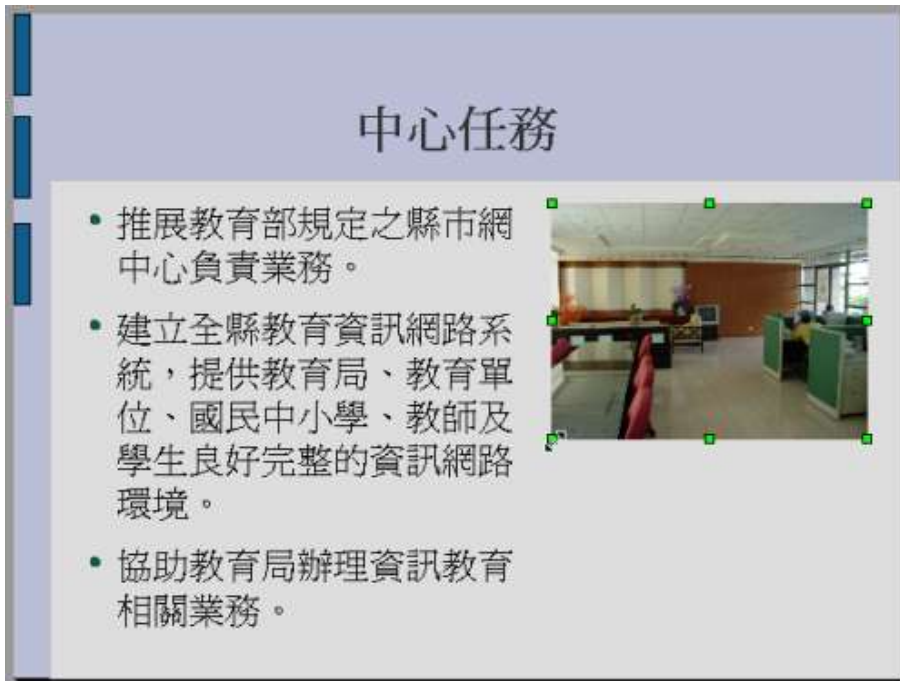 中心任務
推展教育部規定之縣市網
中心負責業務。
建立全縣教育資訊網路系
統，提供教育局、教育單
位、國民中小學、教師及
學生良好完整的資訊網路
環境。
協助教育局辦理資訊教育
相關業務。